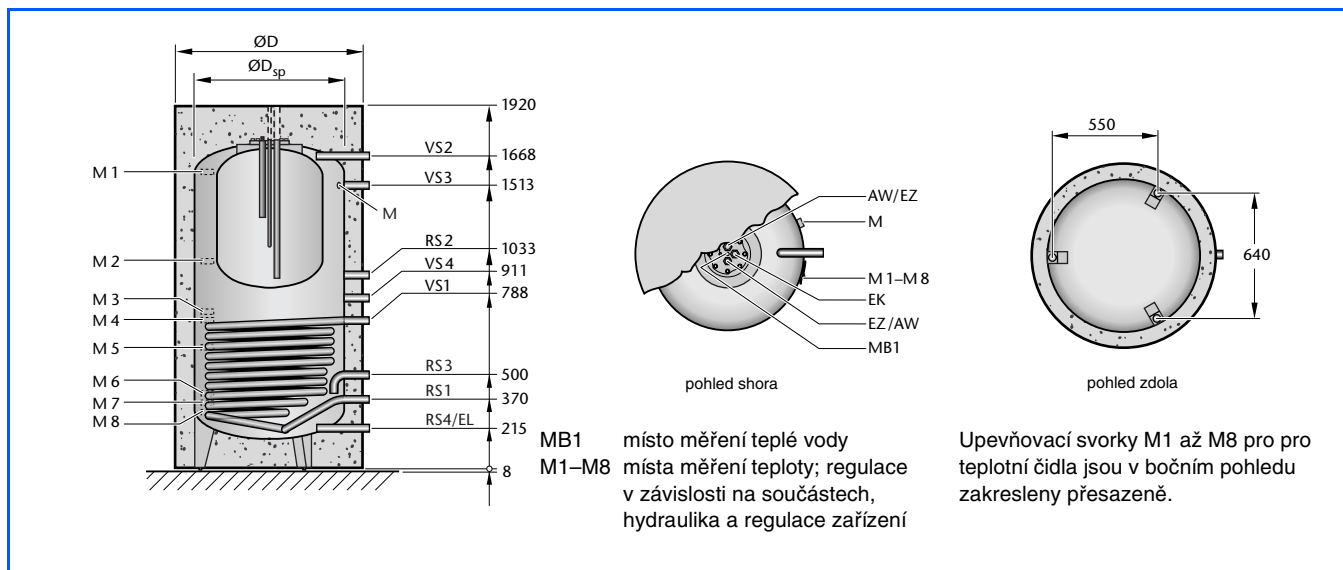 ØD
ØDsp
1920
VS2
1668
M 1
VS3
1513
M
RS2
1033
M 2
VS4
911
M 3
VS1
788
M 4
M 5
RS3
500
M 6
RS1
370
M 7
M 8
RS4/EL
215
8
AW/EZ
M
M 1–M 8
EK
EZ/AW
MB1
pohled shora
550
640
pohled zdola
MB1 místo měření teplé vody
M1–M8 místa měření teploty; regulace
v závislosti na součástech,
hydraulika a regulace zařízení
Upevňovací svorky M1 až M8 pro pro
teplotní čidla jsou v bočním pohledu
zakresleny přesazeně.